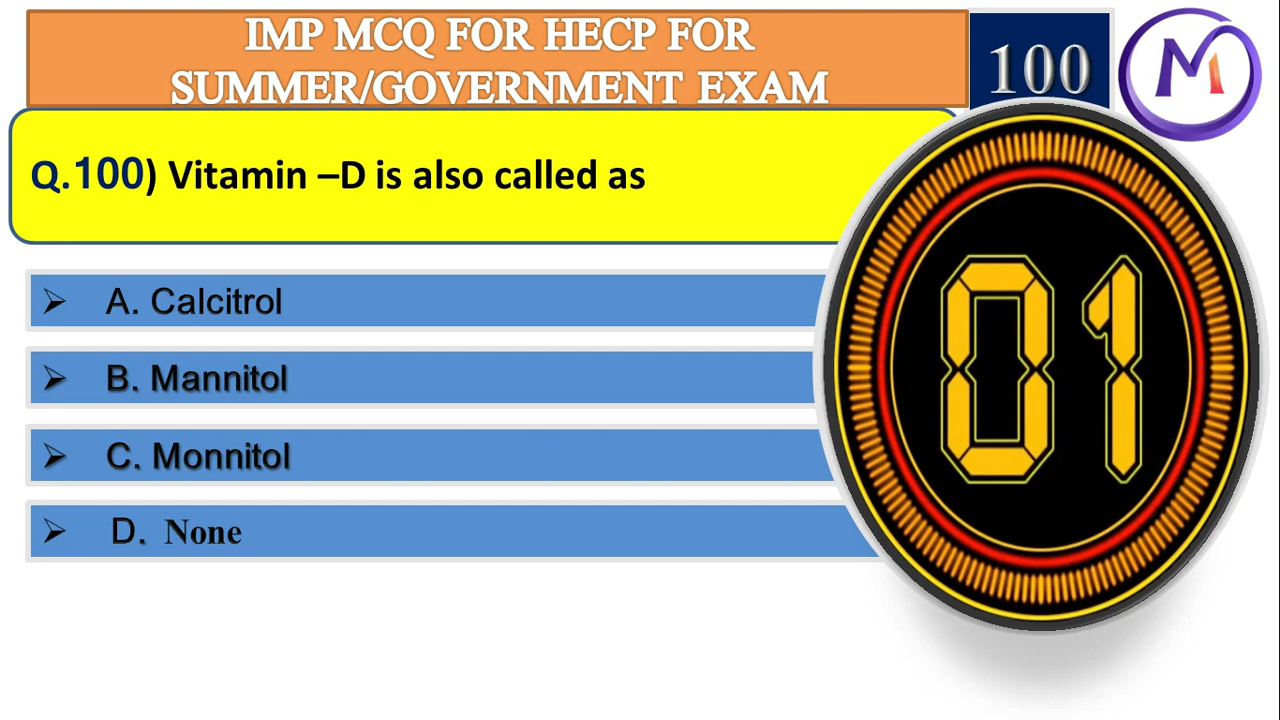 IMP MCQ FOR HECP FOR
SUMMER/GOVERNMENT EXAM
100
M
Q.100) Vitamin –D is also called as
01
➢ A. Calcitrol
➢ B. Mannitol
➢ C. Monnitol
➢ D. None